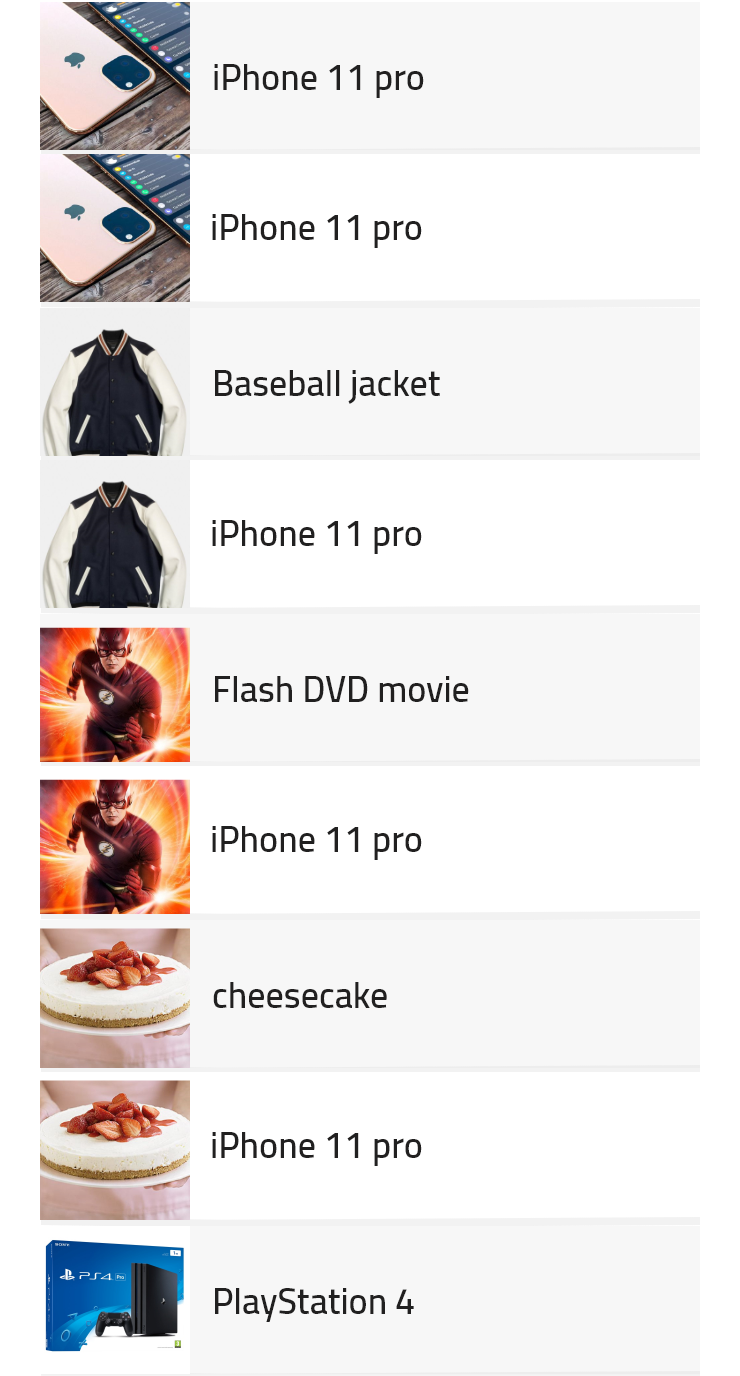 iPhone 11 pro
iPhone 11 pro
Baseball jacket
iPhone 11 pro
Flash DVD movie
iPhone 11 pro
cheesecake
iPhone 11 pro
SONY
PS4 Pro
PlayStation 4